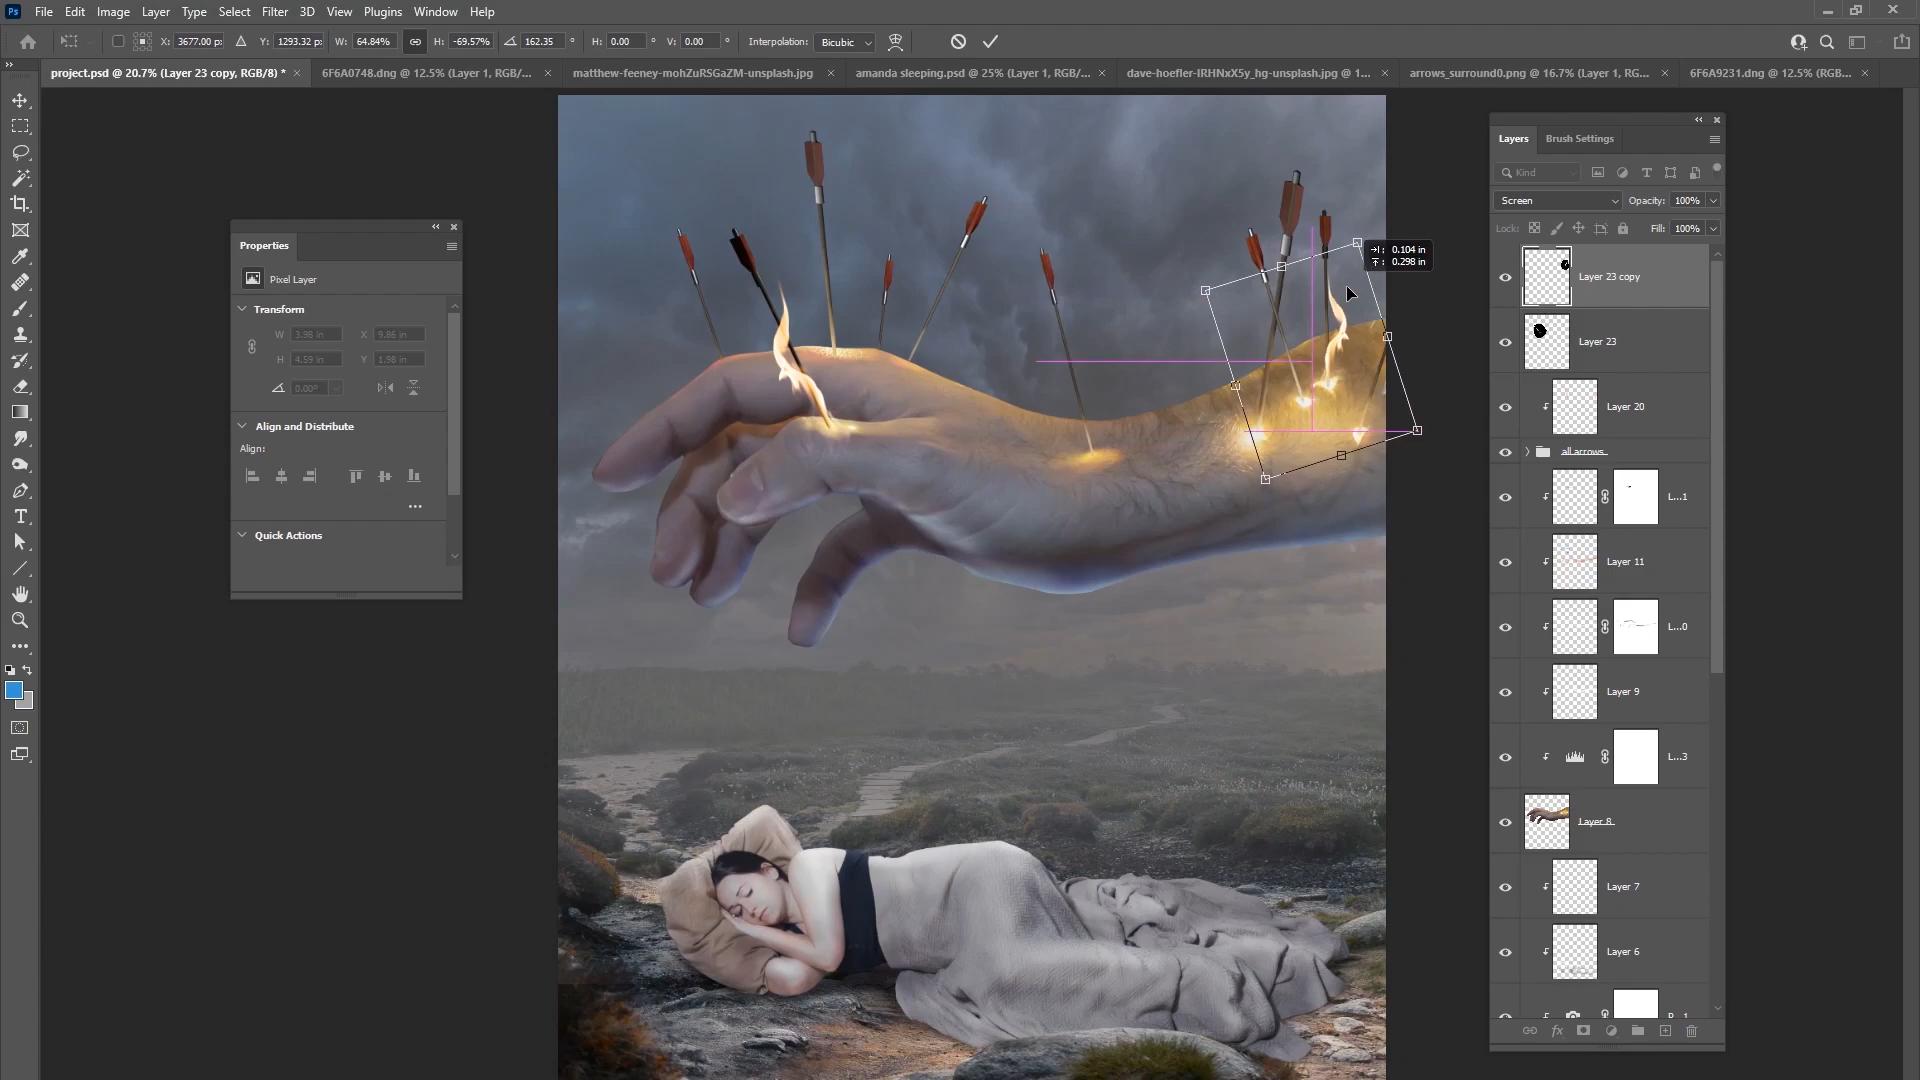 Ps File Edit Image Layer Type Select Filter 3D View Plugins Window Help
X: 3677.00 px Y: 1293.32 px W: 64.84% H: -69.57% 162.35 ° H: 0.00 ° V: 0.00 ° Interpolation: Bicubic
project.psd @ 20.7% (Layer 23 copy, RGB/8) * 6F6A0748.dng @ 12.5% (Layer 1, RGB/... matthew-feeney-mohZuRSGaZM-unsplash.jpg amanda sleeping.psd @ 25% (Layer 1, RGB/... dave-hoefler-IRHNxX5y_hg-unsplash.jpg @ 1... arrows_surround0.png @ 16.7% (Layer 1, RG... 6F6A9231.dng @ 12.5% (RGB...
Layers Brush Settings
Kind
Screen Opacity: 100%
Lock: Fill: 100%
Properties
Pixel Layer
Transform
W 3.98 in X 9.86 in
H 4.59 in Y 1.98 in
0.00°
Align and Distribute
Align:
Quick Actions
: 0.104 in
: 0.298 in
Layer 23 copy
Layer 23
Layer 20
all arrows
L...1
Layer 11
L...0
Layer 9
L...3
Layer 8
Layer 7
Layer 6
fx